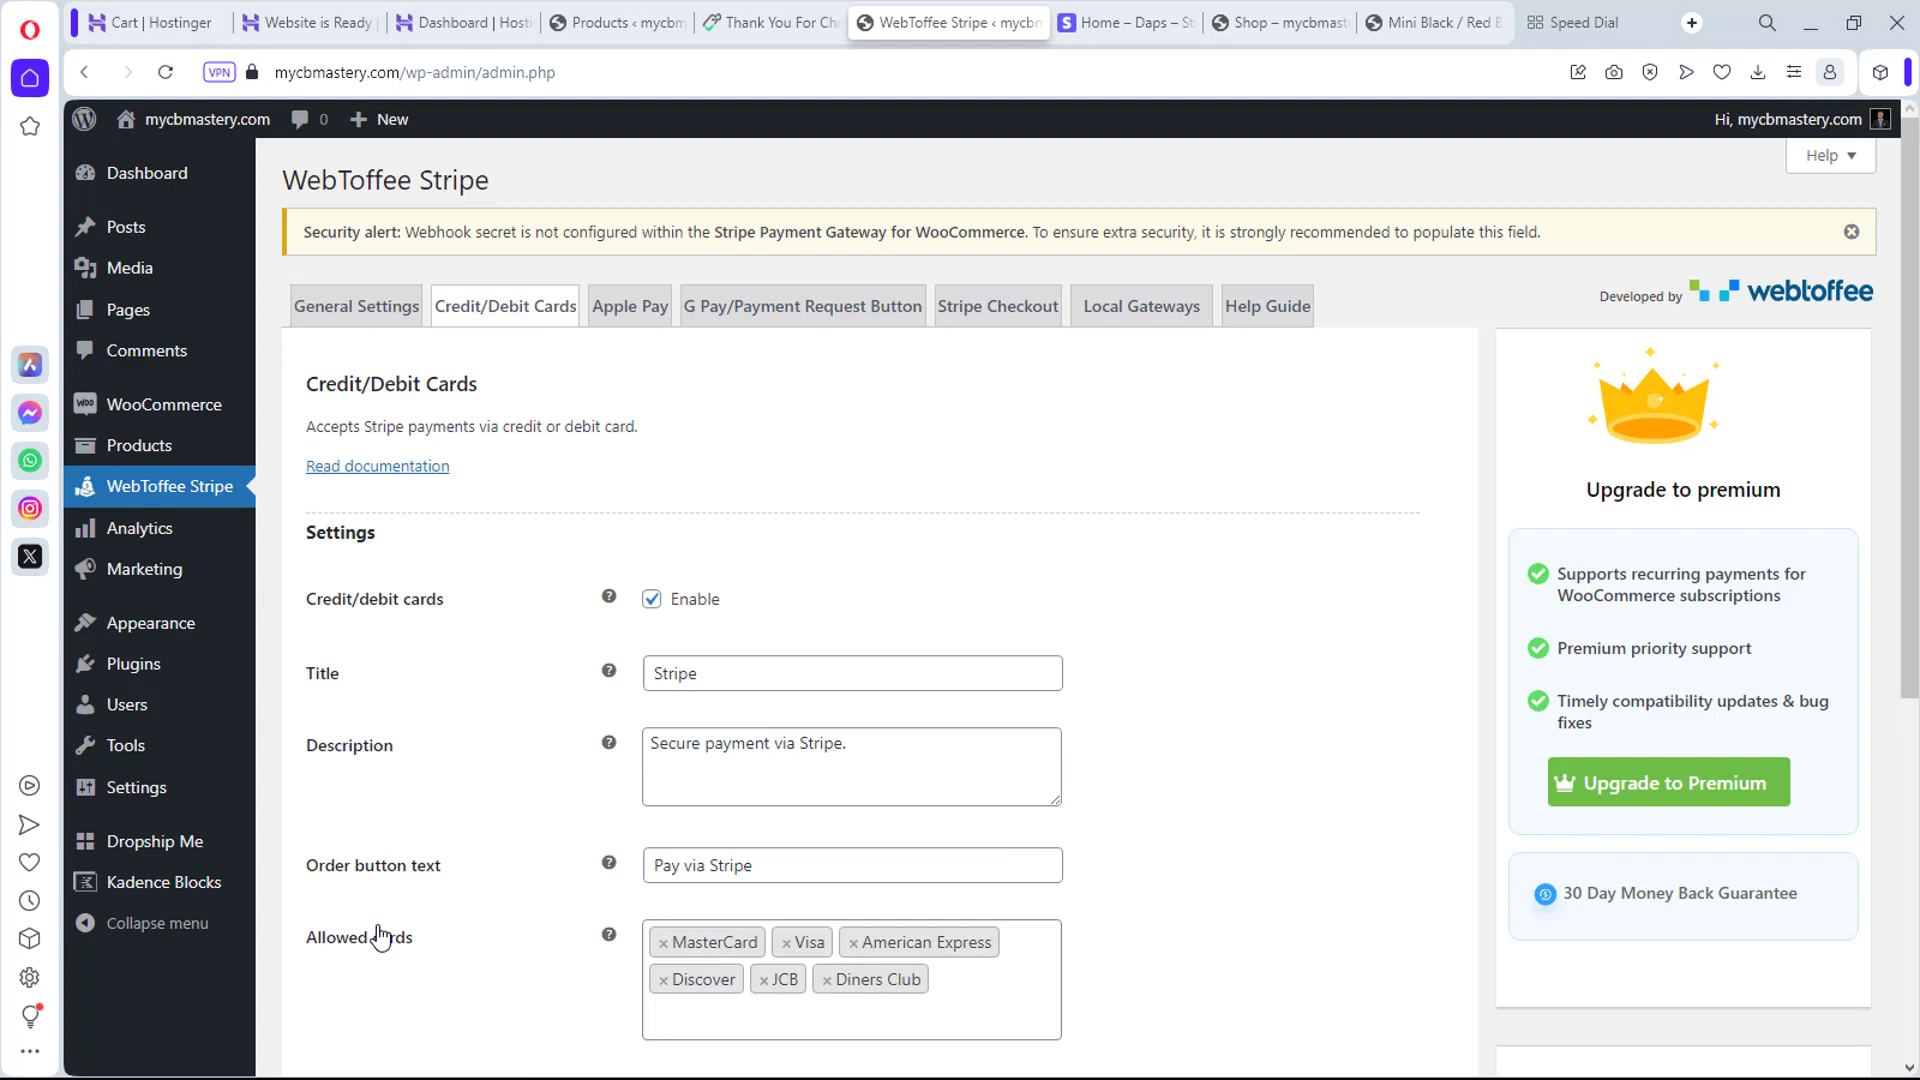 Cart | Hostinger
Website is Ready
Dashboard | Hosti
Products ‹ mycbm
Thank You For Cho
WebToffee Stripe ‹ mycbm
Home – Daps – St
Shop – mycbmaste
Mini Black / Red B
Speed Dial
VPN
mycbmastery.com/wp-admin/admin.php
mycbmastery.com
0
New
Hi, mycbmastery.com
Dashboard
Posts
Media
Pages
Comments
WooCommerce
Products
WebToffee Stripe
Analytics
Marketing
Appearance
Plugins
Users
Tools
Settings
Dropship Me
Kadence Blocks
Collapse menu
Help
WebToffee Stripe
Security alert: Webhook secret is not configured within the Stripe Payment Gateway for WooCommerce. To ensure extra security, it is strongly recommended to populate this field.
General Settings
Credit/Debit Cards
Apple Pay
G Pay/Payment Request Button
Stripe Checkout
Local Gateways
Help Guide
Developed by webtoffee
Credit/Debit Cards
Accepts Stripe payments via credit or debit card.
Read documentation
Settings
Credit/debit cards
Enable
Title
Stripe
Description
Secure payment via Stripe.
Order button text
Pay via Stripe
Allowed
× MasterCard × Visa × American Express
× Discover × JCB × Diners Club
Upgrade to premium
Supports recurring payments for
WooCommerce subscriptions
Premium priority support
Timely compatibility updates & bug
fixes
Upgrade to Premium
30 Day Money Back Guarantee